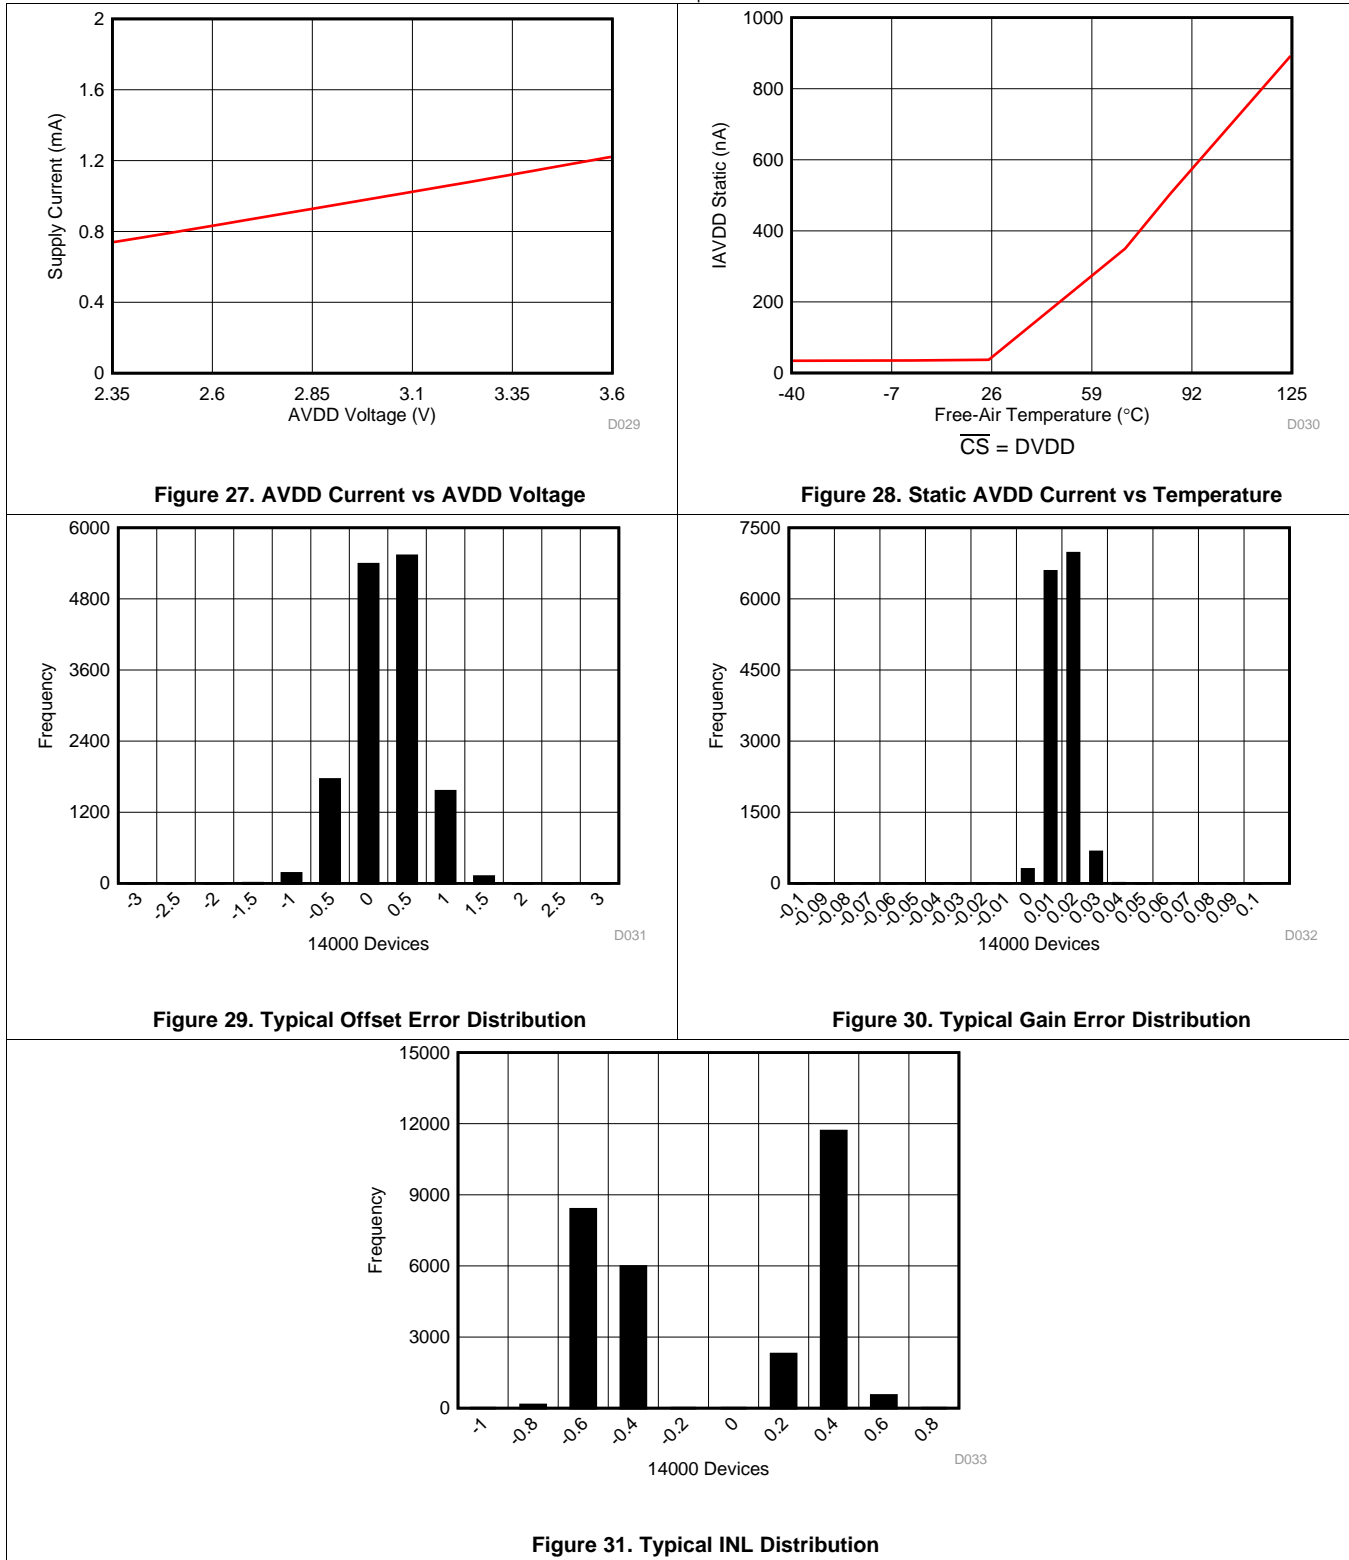 2
1.6
1.2
0.8
0.4
0
Supply Current (mA)
2.35 2.6 2.85 3.1 3.35 3.6
AVDD Voltage (V)
D029
Figure 27. AVDD Current vs AVDD Voltage
1000
800
600
400
200
0
IAVDD Static (nA)
-40 -7 26 59 92 125
Free-Air Temperature (°C)
D030
CS = DVDD
Figure 28. Static AVDD Current vs Temperature
6000
4800
3600
2400
1200
0
Frequency
-3 -2.5 -2 -1.5 -1 -0.5 0 0.5 1 1.5 2 2.5 3
D031
14000 Devices
Figure 29. Typical Offset Error Distribution
7500
6000
4500
3000
1500
0
Frequency
-0.1 -0.09 -0.08 -0.07 -0.06 -0.05 -0.04 -0.03 -0.02 -0.01 0 0.01 0.02 0.03 0.04 0.05 0.06 0.07 0.08 0.09 0.1
D032
14000 Devices
Figure 30. Typical Gain Error Distribution
15000
12000
9000
6000
3000
0
Frequency
-1 -0.8 -0.6 -0.4 -0.2 0 0.2 0.4 0.6 0.8
D033
14000 Devices
Figure 31. Typical INL Distribution